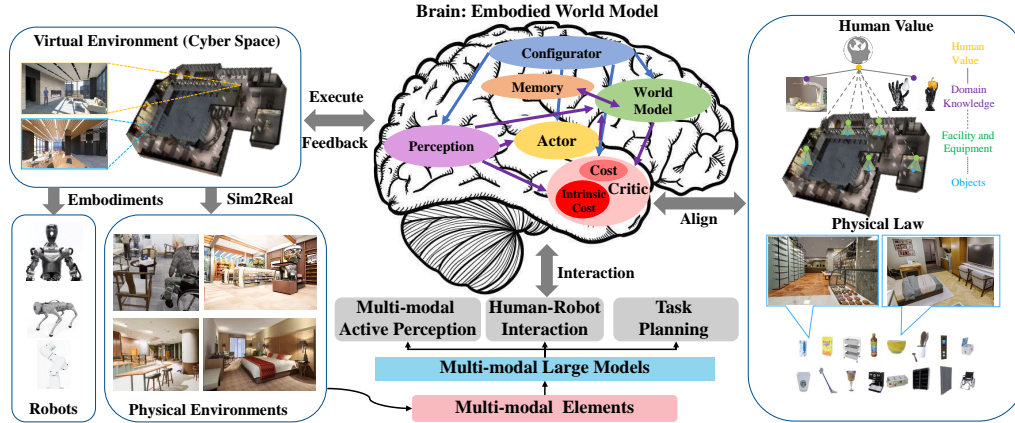 Brain: Embodied World Model
Virtual Environment (Cyber Space)
Execute
Feedback
Embodiments
Sim2Real
Robots
Physical Environments
Configurator
Memory
World
Model
Perception
Actor
Cost
Critic
Intrinsic
Cost
Align
Interaction
Multi-modal
Active Perception
Human-Robot
Interaction
Task
Planning
Multi-modal Large Models
Multi-modal Elements
Human Value
Human
Value
Domain
Knowledge
Facility and
Equipment
Objects
Physical Law